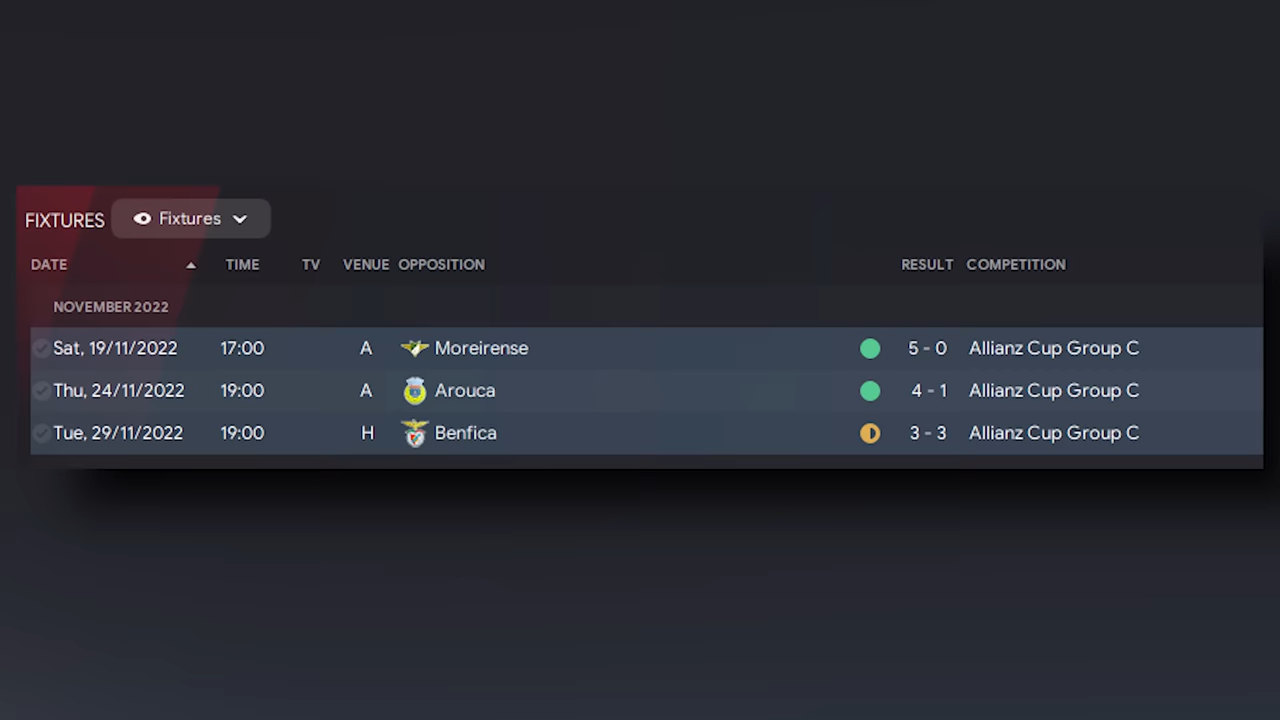 FIXTURES Fixtures
DATE TIME TV VENUE OPPOSITION RESULT COMPETITION
NOVEMBER 2022
Sat, 19/11/2022 17:00 A Moreirense 5 - 0 Allianz Cup Group C
Thu, 24/11/2022 19:00 A Arouca 4 - 1 Allianz Cup Group C
Tue, 29/11/2022 19:00 H Benfica 3 - 3 Allianz Cup Group C